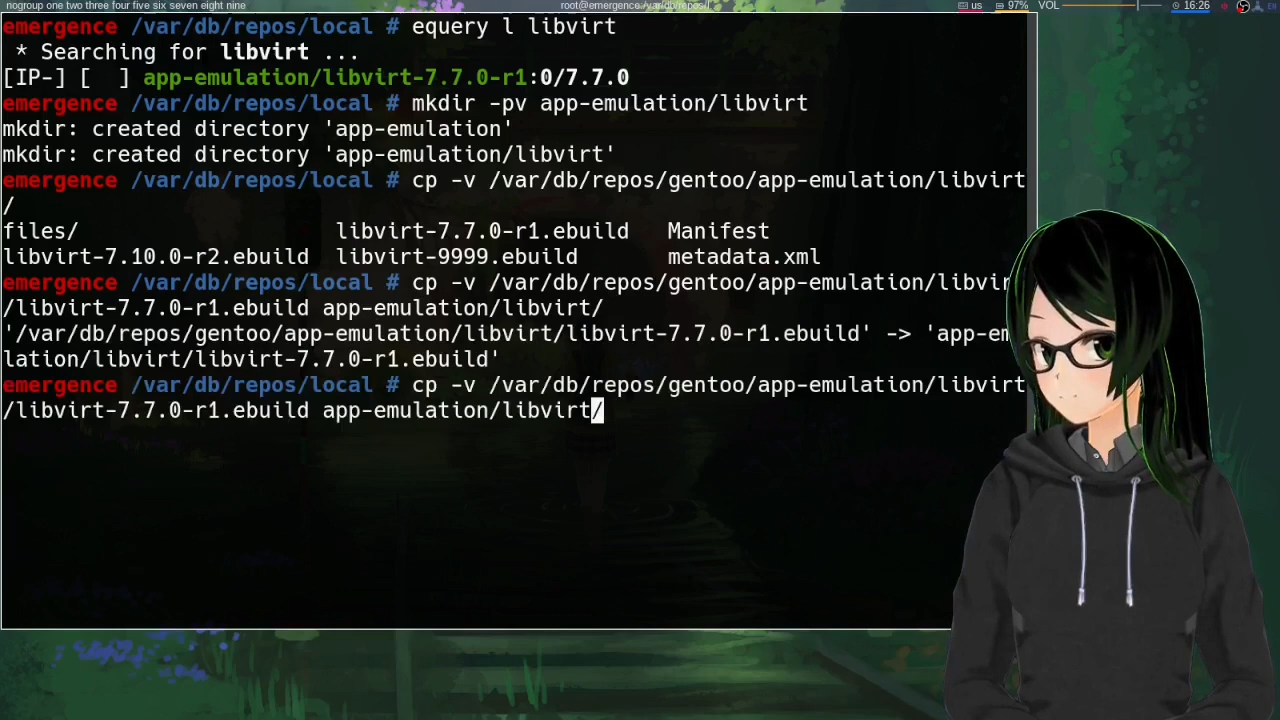 nogroup one two three four five six seven eight nine root@emergence:/var/db/repos/l us 97% VOL 16:26
emergence /var/db/repos/local # equery l libvirt
 * Searching for libvirt ...
[IP-] [  ] app-emulation/libvirt-7.7.0-r1:0/7.7.0
emergence /var/db/repos/local # mkdir -pv app-emulation/libvirt
mkdir: created directory 'app-emulation'
mkdir: created directory 'app-emulation/libvirt'
emergence /var/db/repos/local # cp -v /var/db/repos/gentoo/app-emulation/libvirt
/
files/ libvirt-7.7.0-r1.ebuild Manifest
libvirt-7.10.0-r2.ebuild libvirt-9999.ebuild metadata.xml
emergence /var/db/repos/local # cp -v /var/db/repos/gentoo/app-emulation/libvir
/libvirt-7.7.0-r1.ebuild app-emulation/libvirt/
'/var/db/repos/gentoo/app-emulation/libvirt/libvirt-7.7.0-r1.ebuild' -> 'app-em
lation/libvirt/libvirt-7.7.0-r1.ebuild'
emergence /var/db/repos/local # cp -v /var/db/repos/gentoo/app-emulation/libvirt
/libvirt-7.7.0-r1.ebuild app-emulation/libvirt/